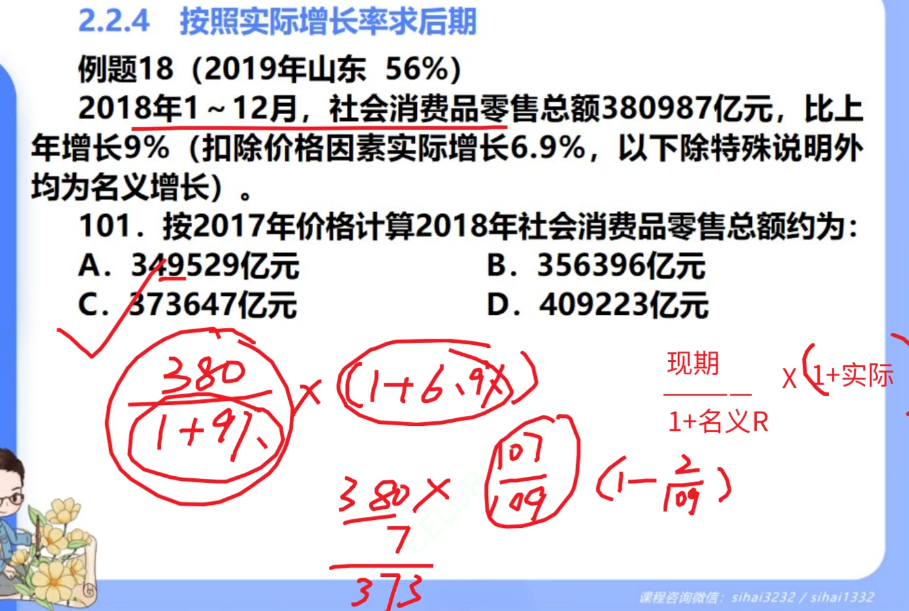 2.2.4 按照实际增长率求后期
例题18（2019年山东 56%）
2018年1～12月，社会消费品零售总额380987亿元，比上
年增长9%（扣除价格因素实际增长6.9%，以下除特殊说明外
均为名义增长）。
101．按2017年价格计算2018年社会消费品零售总额约为：
A．349529亿元 B．356396亿元
C．373647亿元 D．409223亿元
380
1+9%
×(1+6.9%)
现期
1+名义R
×(1+实际)
380×
107
109
(1-2/109)
7
373
课程咨询微信：sihai3232 / sihai1332